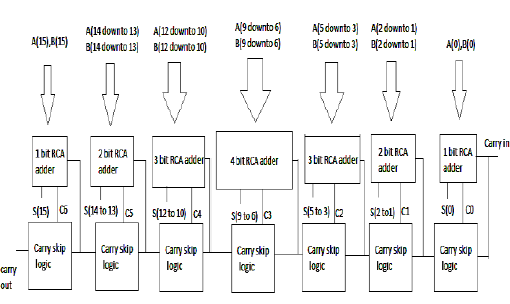 A(15),B(15)
A(14 downto 13)
B(14 downto 13)
A(12 downto 10)
B(12 downto 10)
A(9 downto 6)
B(9 downto 6)
A(5 downto 3)
B(5 downto 3)
A(2 downto 1)
B(2 downto 1)
A(0),B(0)
1 bit RCA
adder
2 bit RCA
adder
3 bit RCA adder
4 bit RCA adder
3 bit RCA adder
2 bit RCA
adder
1 bit RCA
adder
Carry in
S(15)
C6
S(14 to 13)
C5
S(12 to 10)
C4
S(9 to 6)
C3
S(5 to 3)
C2
S(2 to1)
C1
S(0)
C0
Carry skip
logic
Carry skip
logic
Carry skip
logic
Carry skip
logic
Carry skip
logic
Carry skip
logic
Carry skip
logic
carry
out